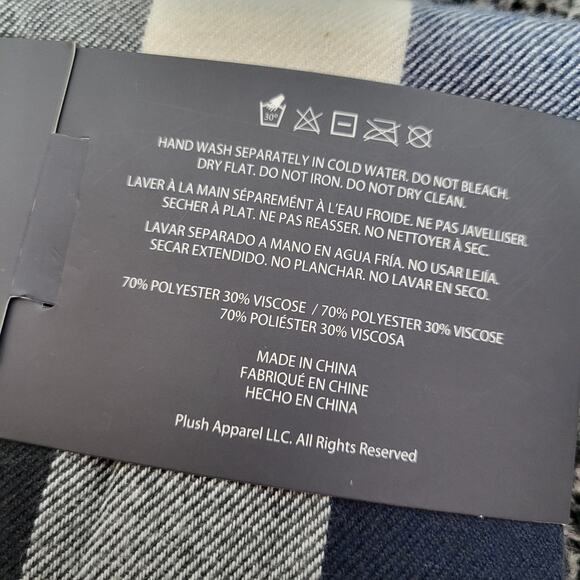 30°
HAND WASH SEPARATELY IN COLD WATER. DO NOT BLEACH.
DRY FLAT. DO NOT IRON. DO NOT DRY CLEAN.
LAVER À LA MAIN SÉPARÉMENT À L'EAU FROIDE. NE PAS JAVELLISER.
SECHER À PLAT. NE PAS REASSER. NO NETTOYER À SEC.
LAVAR SEPARADO A MANO EN AGUA FRÍA. NO USAR LEJÍA.
SECAR EXTENDIDO. NO PLANCHAR. NO LAVAR EN SECO.
70% POLYESTER 30% VISCOSE / 70% POLYESTER 30% VISCOSE
70% POLIÉSTER 30% VISCOSA
MADE IN CHINA
FABRIQUÉ EN CHINE
HECHO EN CHINA
Plush Apparel LLC. All Rights Reserved